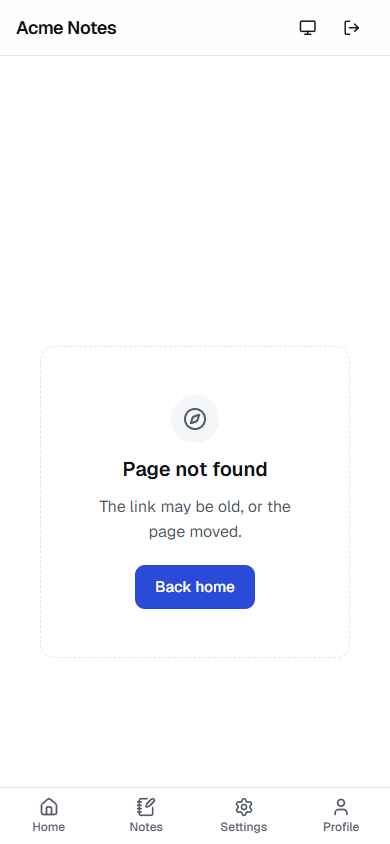 Acme Notes
Page not found
The link may be old, or the
page moved.
Back home
Home
Notes
Settings
Profile